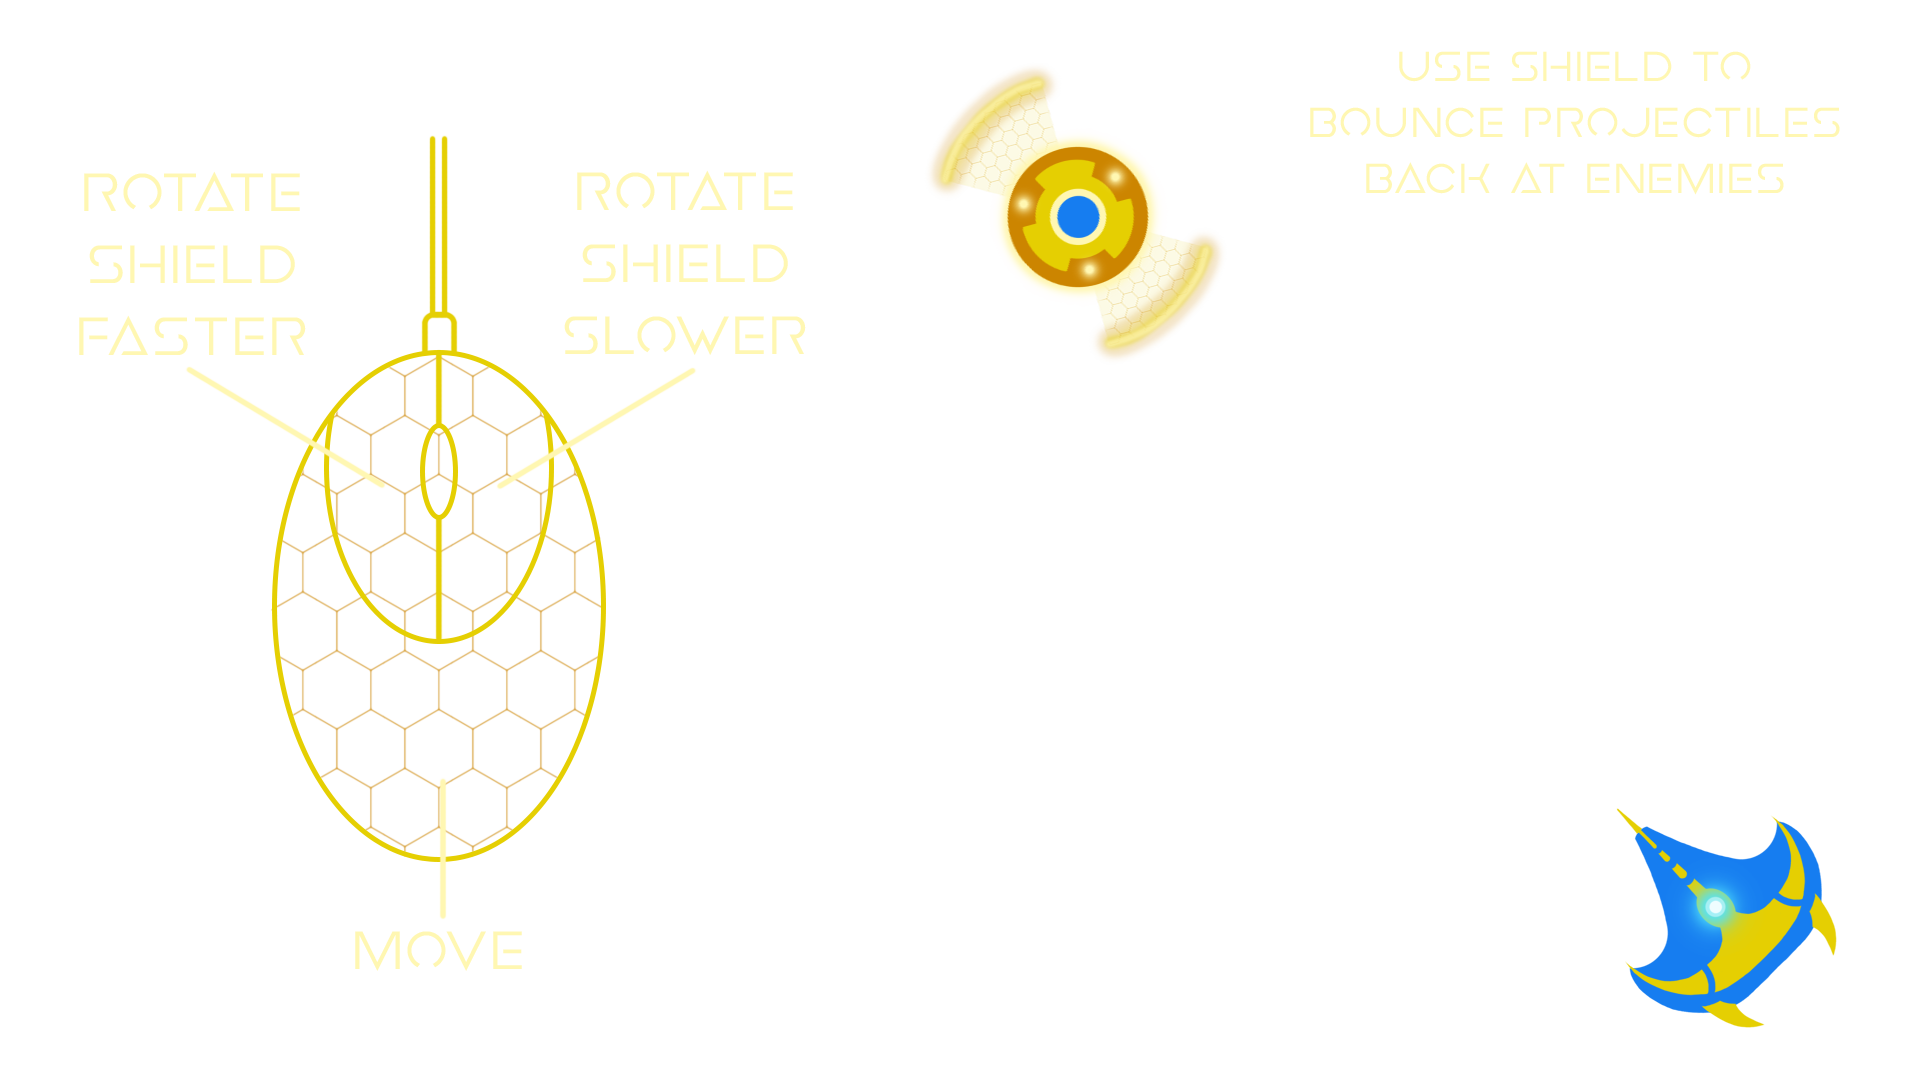 ROTATE
SHIELD
FASTER
ROTATE
SHIELD
SLOWER
MOVE
USE SHIELD TO
BOUNCE PROJECTILES
BACK AT ENEMIES